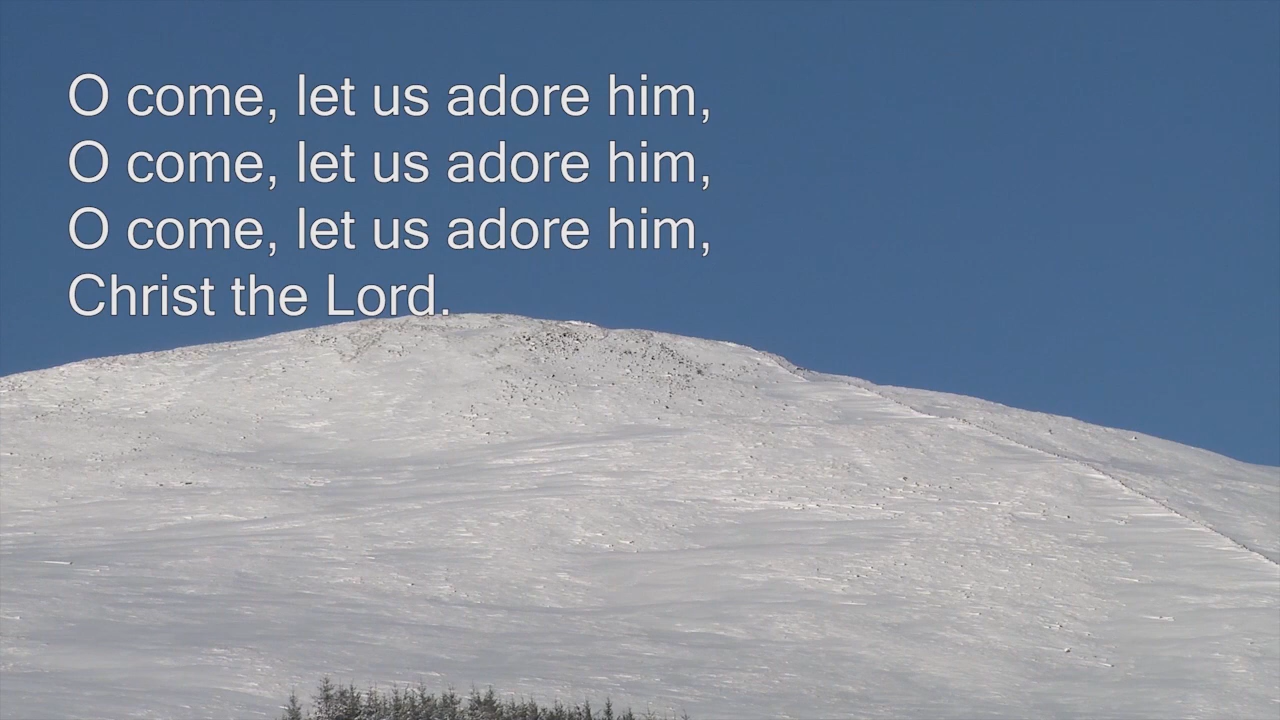 O come, let us adore him,
O come, let us adore him,
O come, let us adore him,
Christ the Lord.